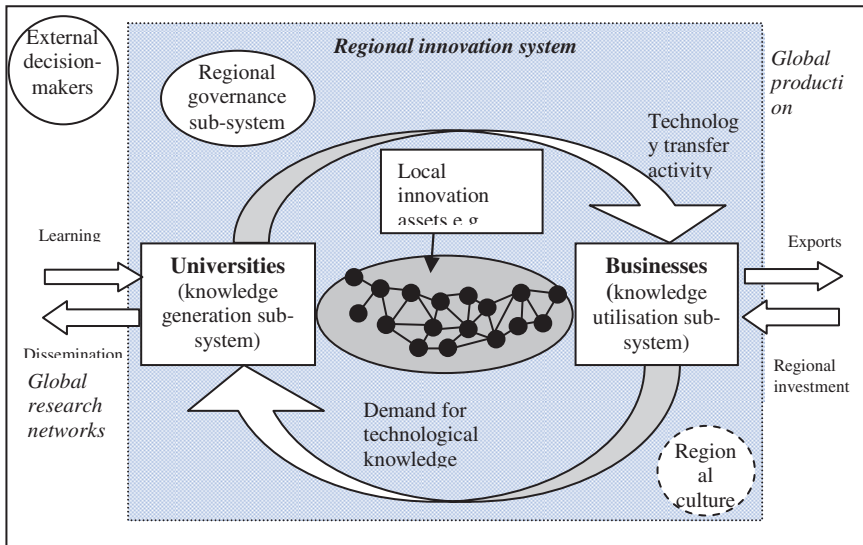 External
decision-
makers
Regional innovation system
Regional
governance
sub-system
Global
producti
on
Technolog
y transfer
activity
Local
innovation
assets e.g
Learning
Universities
(knowledge
generation sub-
system)
Businesses
(knowledge
utilisation sub-
system)
Exports
Dissemination
Global
research
networks
Regional
investment
Demand for
technological
knowledge
Region
al
culture